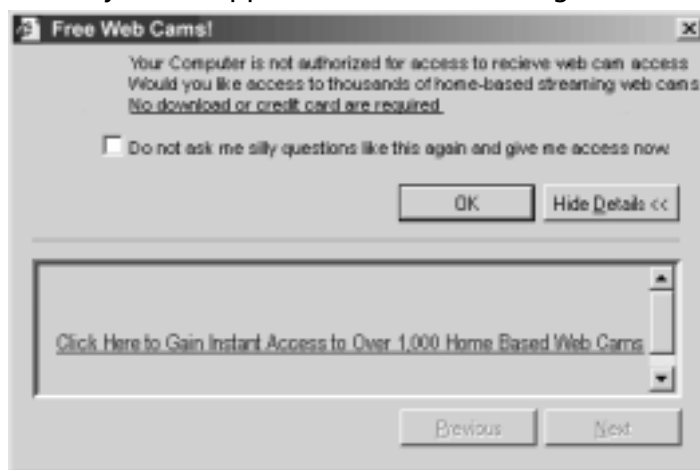 Free Web Cams!
Your Computer is not authorized for access to recieve web cam access
Would you like access to thousands of home-based streaming web cams
No download or credit card are required
Do not ask me silly questions like this again and give me access now.
OK
Hide Details <<
Click Here to Gain Instant Access to Over 1,000 Home Based Web Cams
Previous
Next